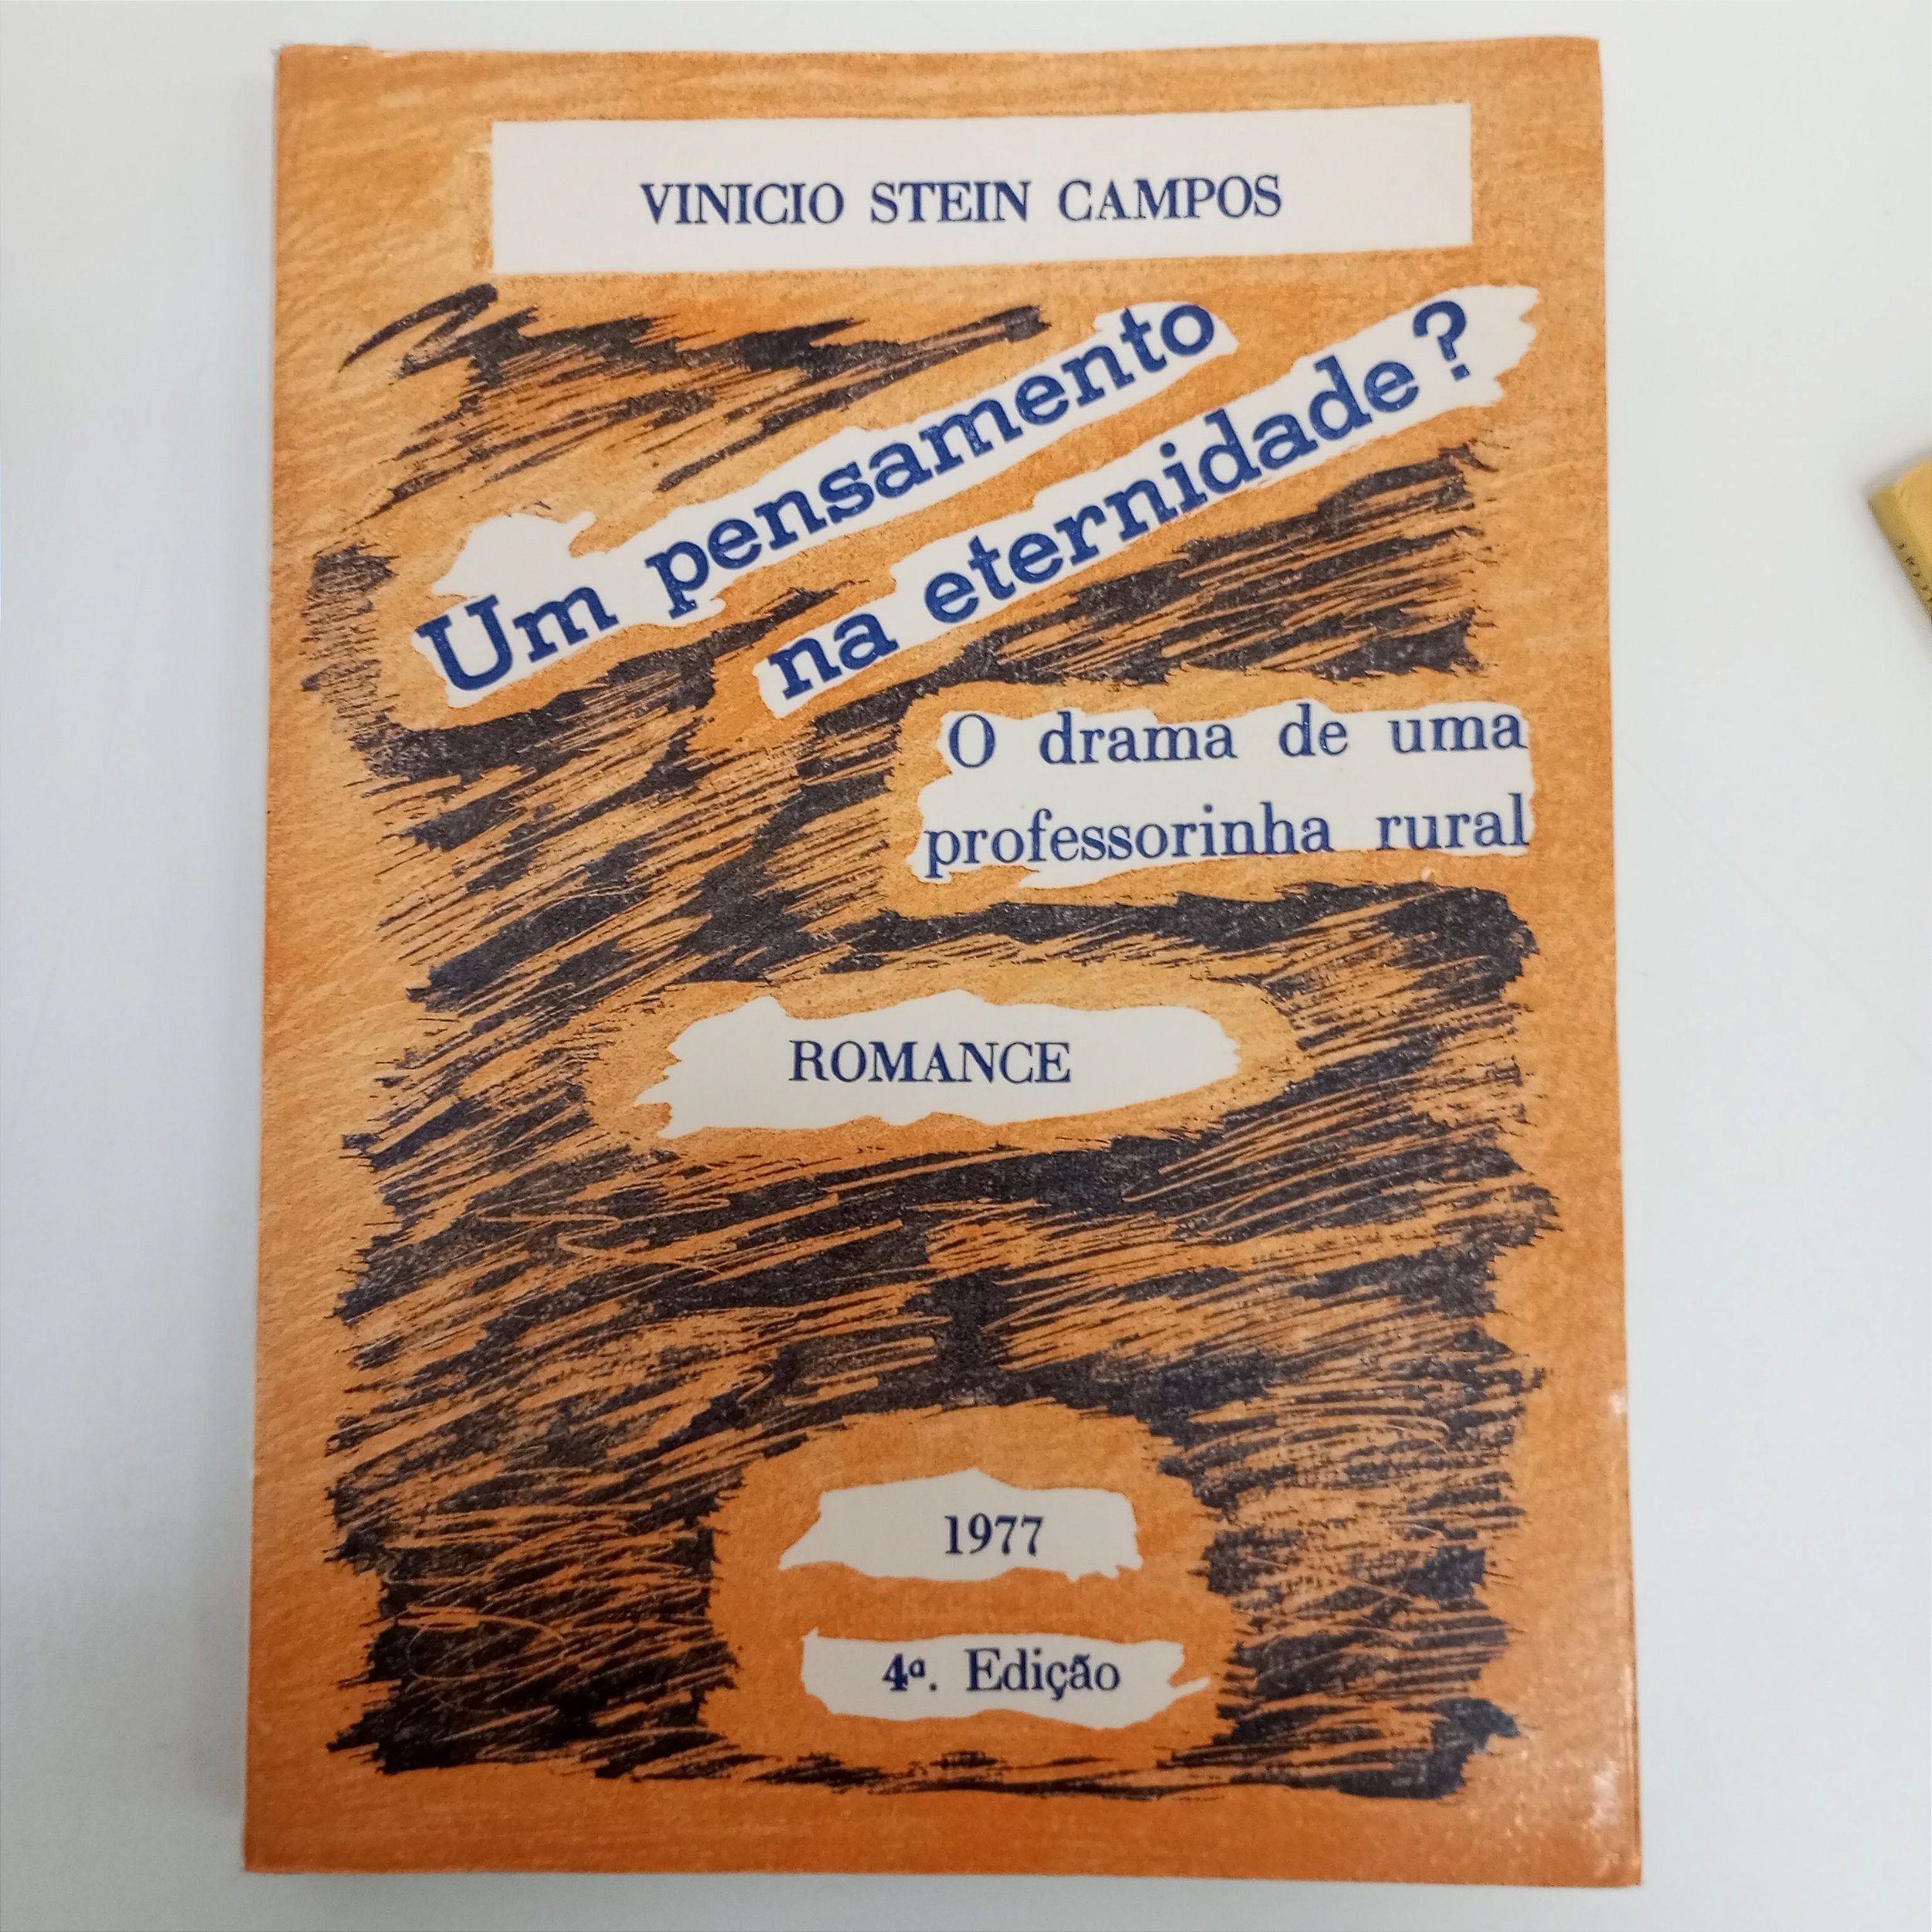 VINICIO STEIN CAMPOS
Um pensamento
na eternidade?
O drama de uma
professorinha rural
ROMANCE
1977
4ª. Edição